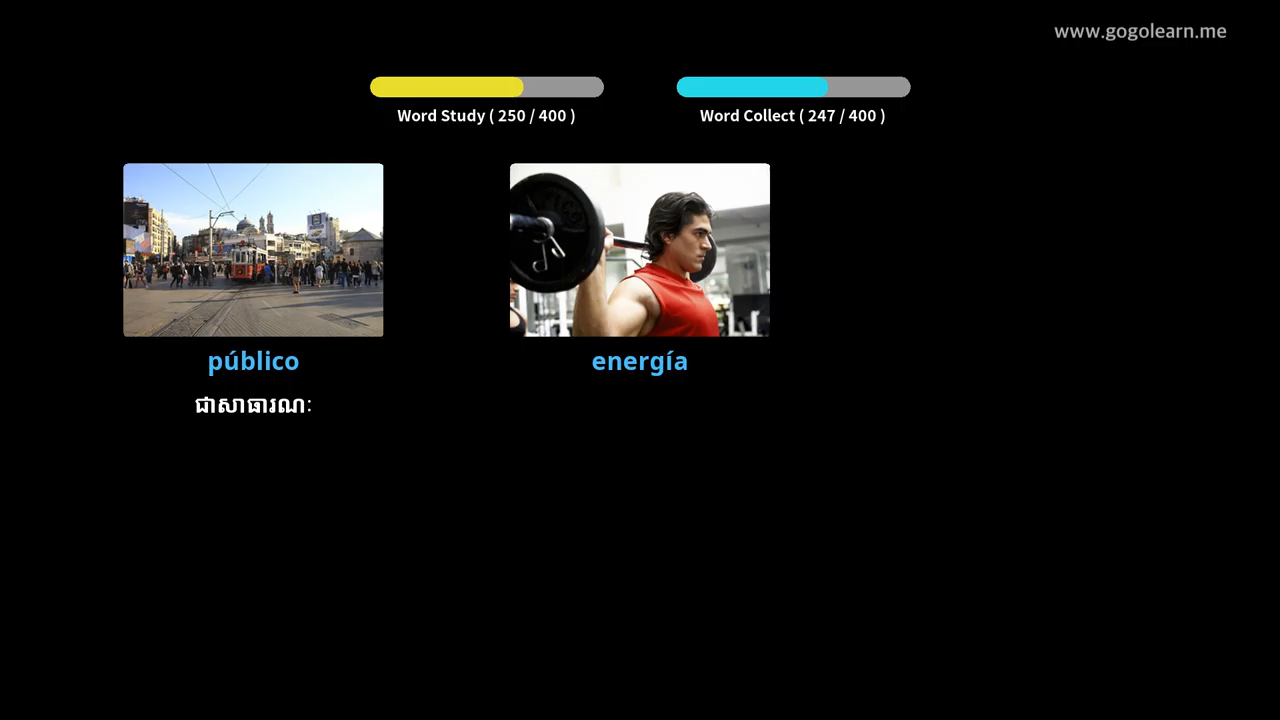 www.gogolearn.me
Word Study ( 250 / 400 )
Word Collect ( 247 / 400 )
público
energía
ជាសាធារណៈ